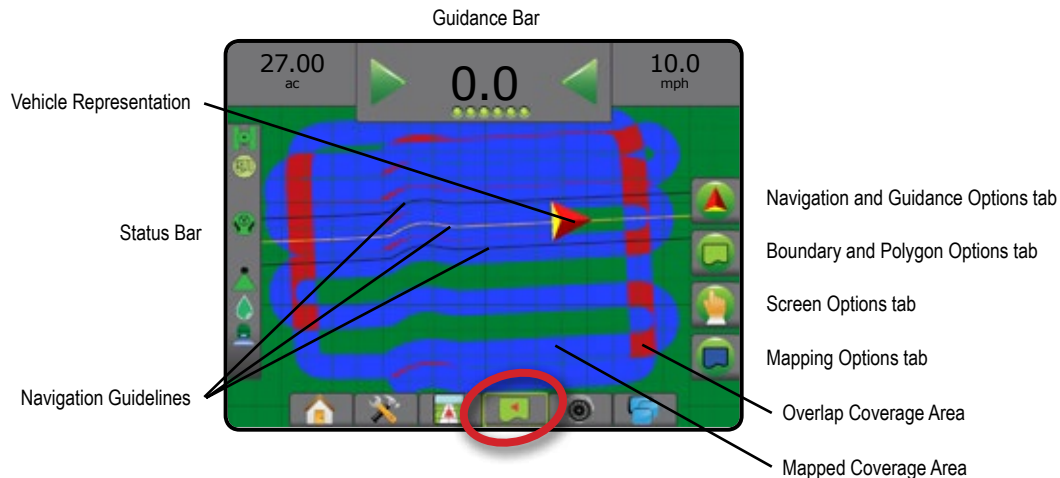 Guidance Bar
27.00
ac
0.0
10.0
mph
Vehicle Representation
Status Bar
Navigation Guidelines
Navigation and Guidance Options tab
Boundary and Polygon Options tab
Screen Options tab
Mapping Options tab
Overlap Coverage Area
Mapped Coverage Area